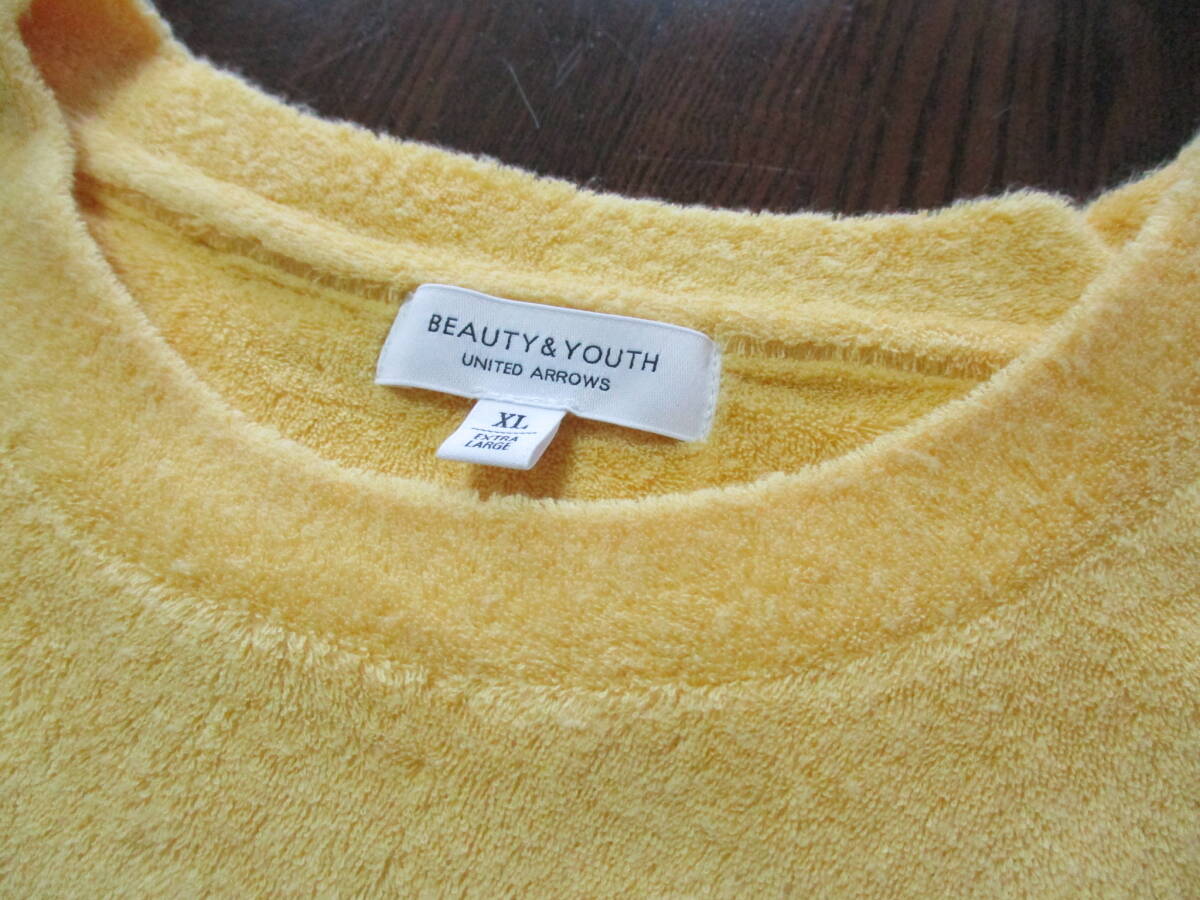 BEAUTY&YOUTH
UNITED ARROWS
XL
EXTRA
LARGE